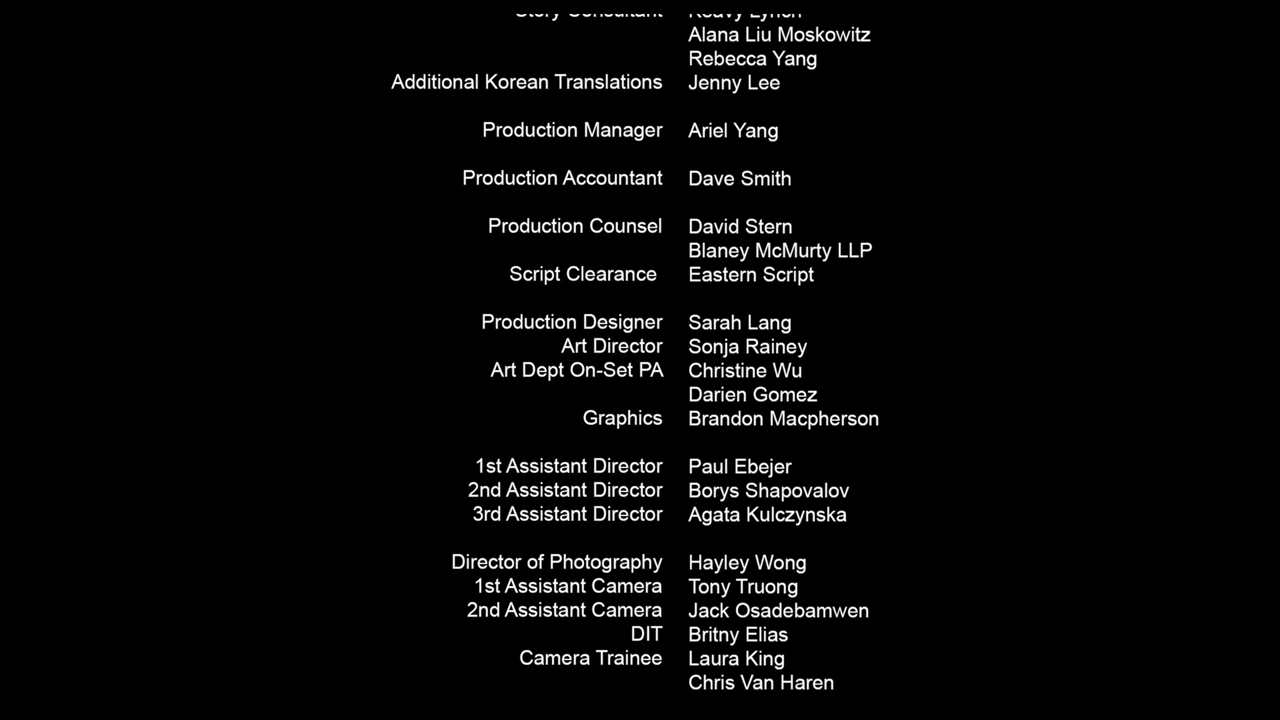 Story Consultant Keavy Lynch
Alana Liu Moskowitz
Rebecca Yang
Additional Korean Translations Jenny Lee
Production Manager Ariel Yang
Production Accountant Dave Smith
Production Counsel David Stern
Blaney McMurty LLP
Script Clearance Eastern Script
Production Designer Sarah Lang
Art Director Sonja Rainey
Art Dept On-Set PA Christine Wu
Darien Gomez
Graphics Brandon Macpherson
1st Assistant Director Paul Ebejer
2nd Assistant Director Borys Shapovalov
3rd Assistant Director Agata Kulczynska
Director of Photography Hayley Wong
1st Assistant Camera Tony Truong
2nd Assistant Camera Jack Osadebamwen
DIT Britny Elias
Camera Trainee Laura King
Chris Van Haren